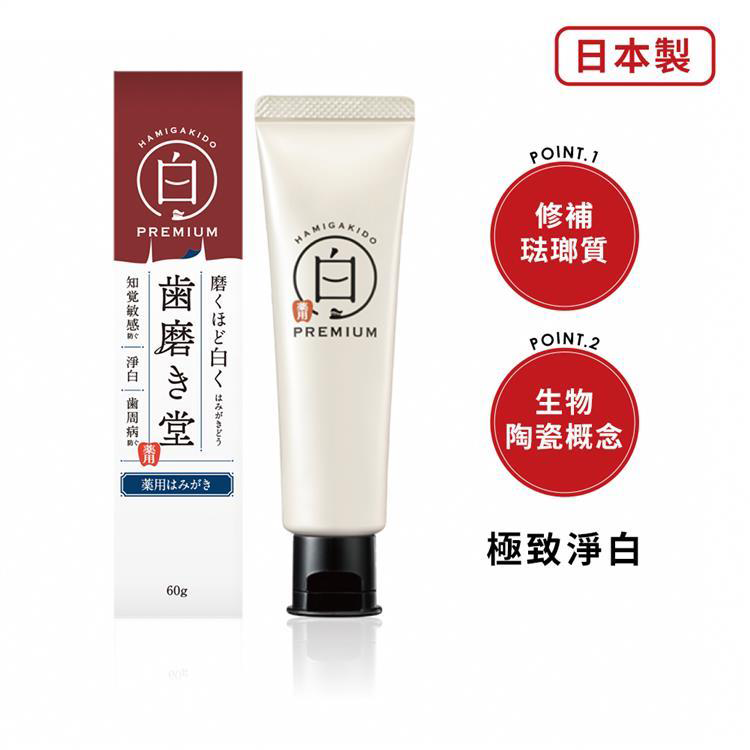 日本製
HAMIGAKIDO
白
PREMIUM
磨くほど白く
はみがきどう
歯磨き堂
薬用
知覚敏感防ぐ
淨白
歯周病防ぐ
薬用はみがき
60g
HAMIGAKIDO
白
薬用
PREMIUM
POINT.1
修補
琺瑯質
POINT.2
生物
陶瓷概念
極致淨白